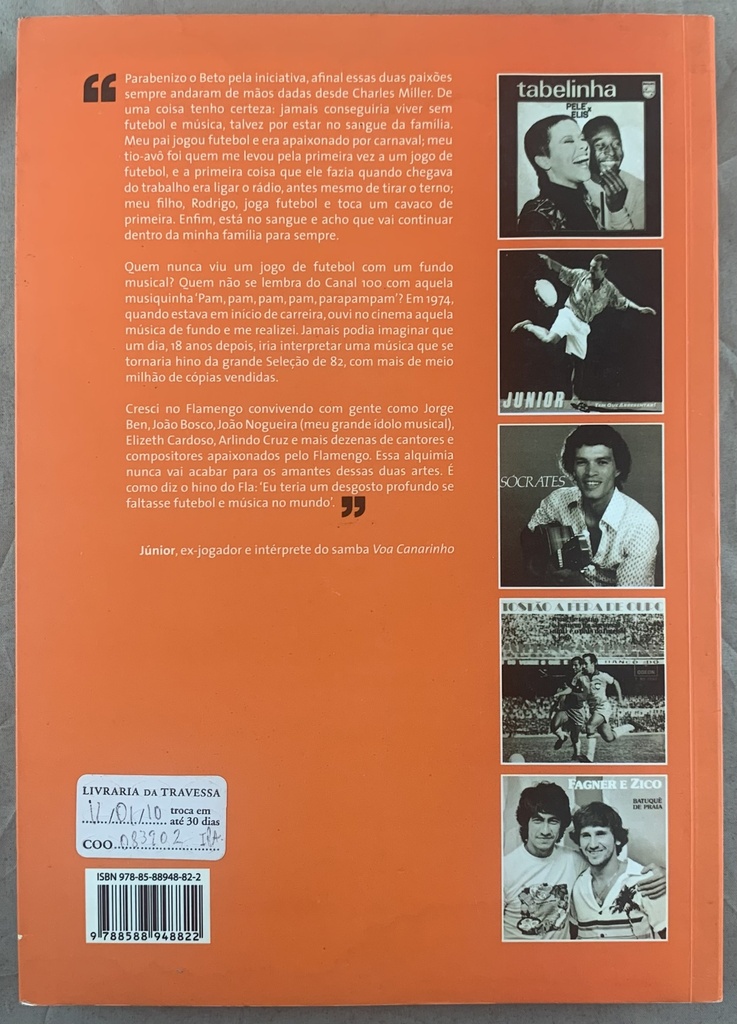 “
Parabenizo o Beto pela iniciativa, afinal essas duas paixões
sempre andaram de mãos dadas desde Charles Miller. De
uma coisa tenho certeza: jamais conseguiria viver sem
futebol e música, talvez por estar no sangue da família.
Meu pai jogou futebol e era apaixonado por carnaval; meu
tio-avô foi quem me levou pela primeira vez a um jogo de
futebol, e a primeira coisa que ele fazia quando chegava
do trabalho era ligar o rádio, antes mesmo de tirar o terno;
meu filho, Rodrigo, joga futebol e toca um cavaco de
primeira. Enfim, está no sangue e acho que vai continuar
dentro da minha família para sempre.
Quem nunca viu um jogo de futebol com um fundo
musical? Quem não se lembra do Canal 100 com aquela
musiquinha ‘Pam, pam, pam, pam, parapampam’? Em 1974,
quando estava em início de carreira, ouvi no cinema aquela
música de fundo e me realizei. Jamais podia imaginar que
um dia, 18 anos depois, iria interpretar uma música que se
tornaria hino da grande Seleção de 82, com mais de meio
milhão de cópias vendidas.
Cresci no Flamengo convivendo com gente como Jorge
Ben, João Bosco, João Nogueira (meu grande ídolo musical),
Elizeth Cardoso, Arlindo Cruz e mais dezenas de cantores e
compositores apaixonados pelo Flamengo. Essa alquimia
nunca vai acabar para os amantes dessas duas artes. É
como diz o hino do Fla: ‘Eu teria um desgosto profundo se
faltasse futebol e música no mundo’. ”
Júnior, ex-jogador e intérprete do samba Voa Canarinho
tabelinha
PELÉ x
ELIS
JUNIOR
SÓCRATES
TOSTÃO A FERA DE OURO
FAGNER E ZICO
BATUQUÊ
DE PRAIA
LIVRARIA DA TRAVESSA
12/01/10 troca em
até 30 dias
COO 083902
ISBN 978-85-88948-82-2
9 788588 948822